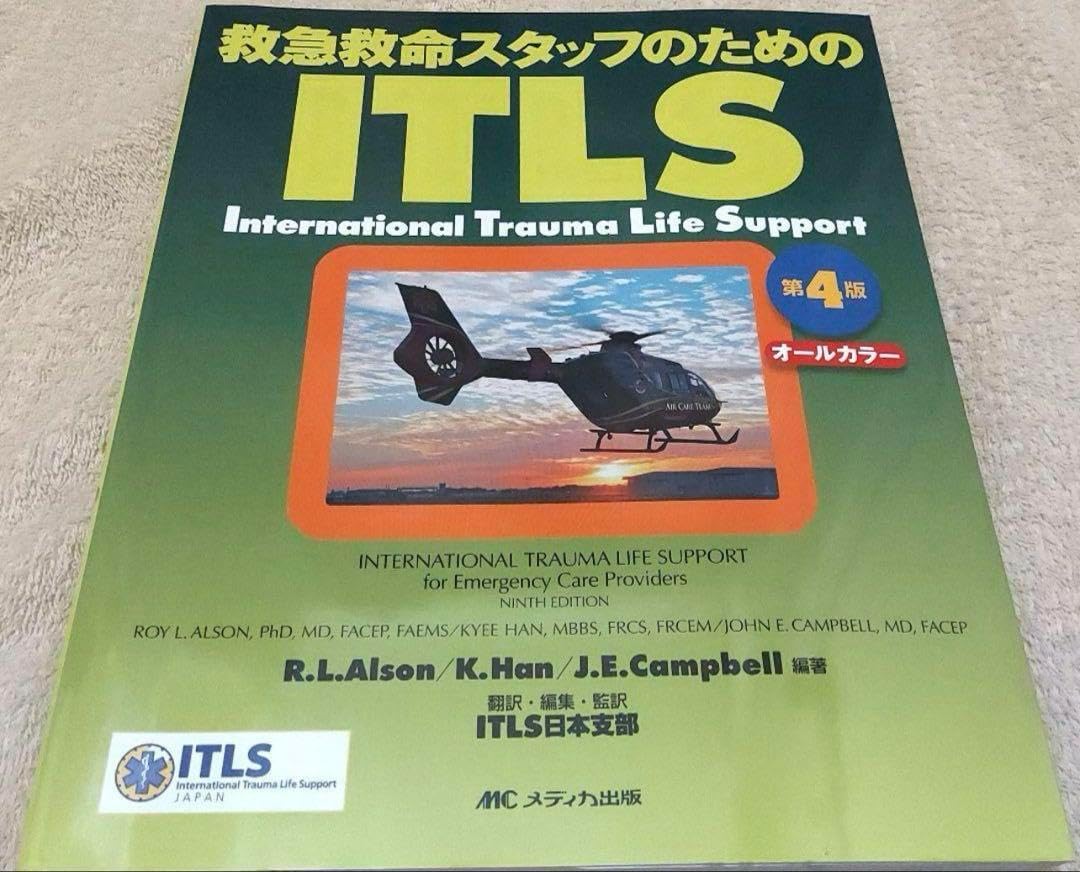 救急救命スタッフのための
ITLS
International Trauma Life Support
第4版
オールカラー
AIR CARE TEAM
INTERNATIONAL TRAUMA LIFE SUPPORT
for Emergency Care Providers
NINTH EDITION
ROY L. ALSON, PhD, MD, FACEP, FAEMS/KYEE HAN, MBBS, FRCS, FRCEM/JOHN E. CAMPBELL, MD, FACEP
R.L.Alson/K.Han/J.E.Campbell 編著
翻訳・編集・監訳
ITLS日本支部
ITLS
International Trauma Life Support
JAPAN
MC メディカ出版